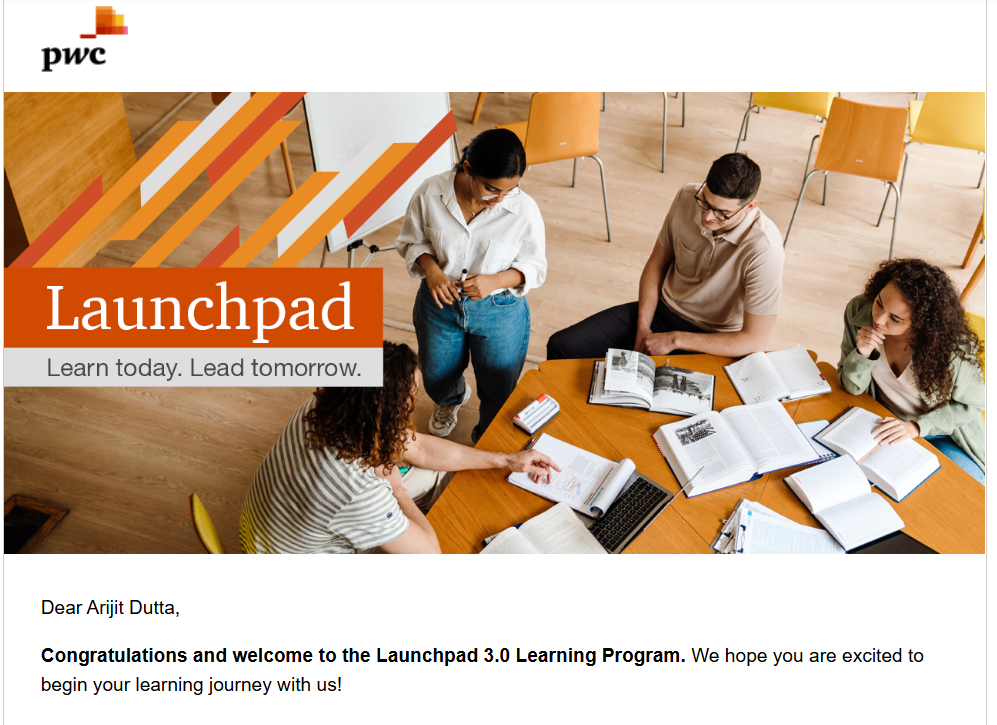 pwc
Launchpad
Learn today. Lead tomorrow.
Dear Arijit Dutta,
Congratulations and welcome to the Launchpad 3.0 Learning Program. We hope you are excited to
begin your learning journey with us!